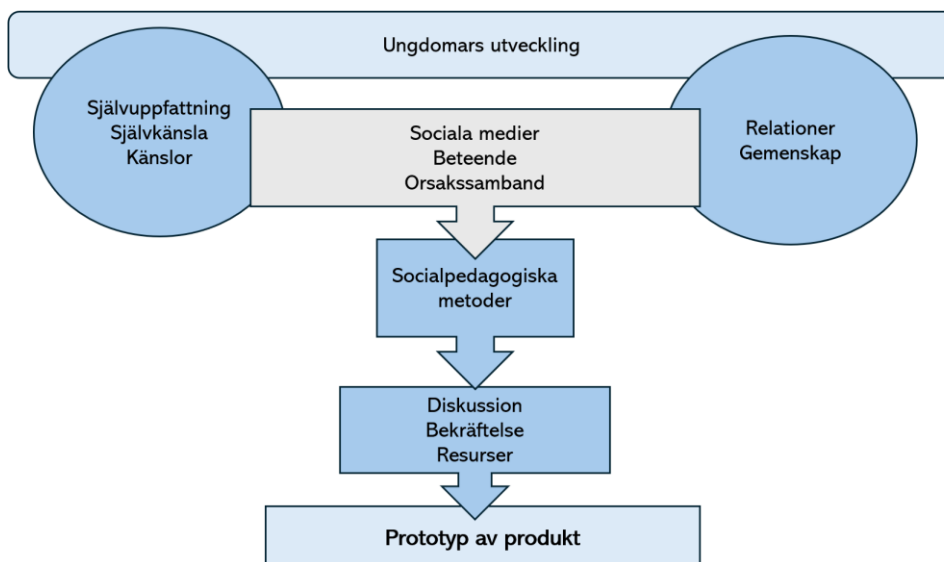 Ungdomars utveckling
Självuppfattning
Självkänsla
Känslor
Sociala medier
Beteende
Orsakssamband
Relationer
Gemenskap
Socialpedagogiska
metoder
Diskussion
Bekräftelse
Resurser
Prototyp av produkt